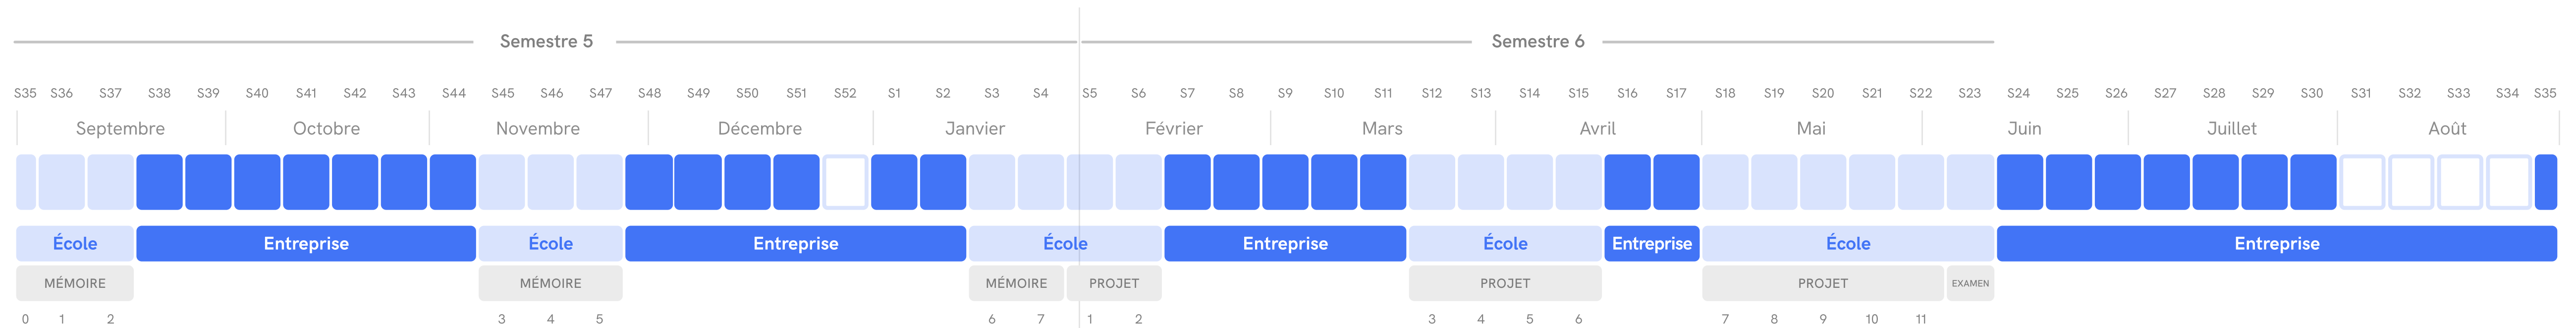 Semestre 5 Semestre 6
S35 S36 S37 S38 S39 S40 S41 S42 S43 S44 S45 S46 S47 S48 S49 S50 S51 S52 S1 S2 S3 S4 S5 S6 S7 S8 S9 S10 S11 S12 S13 S14 S15 S16 S17 S18 S19 S20 S21 S22 S23 S24 S25 S26 S27 S28 S29 S30 S31 S32 S33 S34 S35
Septembre Octobre Novembre Décembre Janvier Février Mars Avril Mai Juin Juillet Août
École Entreprise École Entreprise École Entreprise École Entreprise École Entreprise
MÉMOIRE MÉMOIRE MÉMOIRE PROJET PROJET PROJET EXAMEN
0 1 2 3 4 5 6 7 1 2 3 4 5 6 7 8 9 10 11